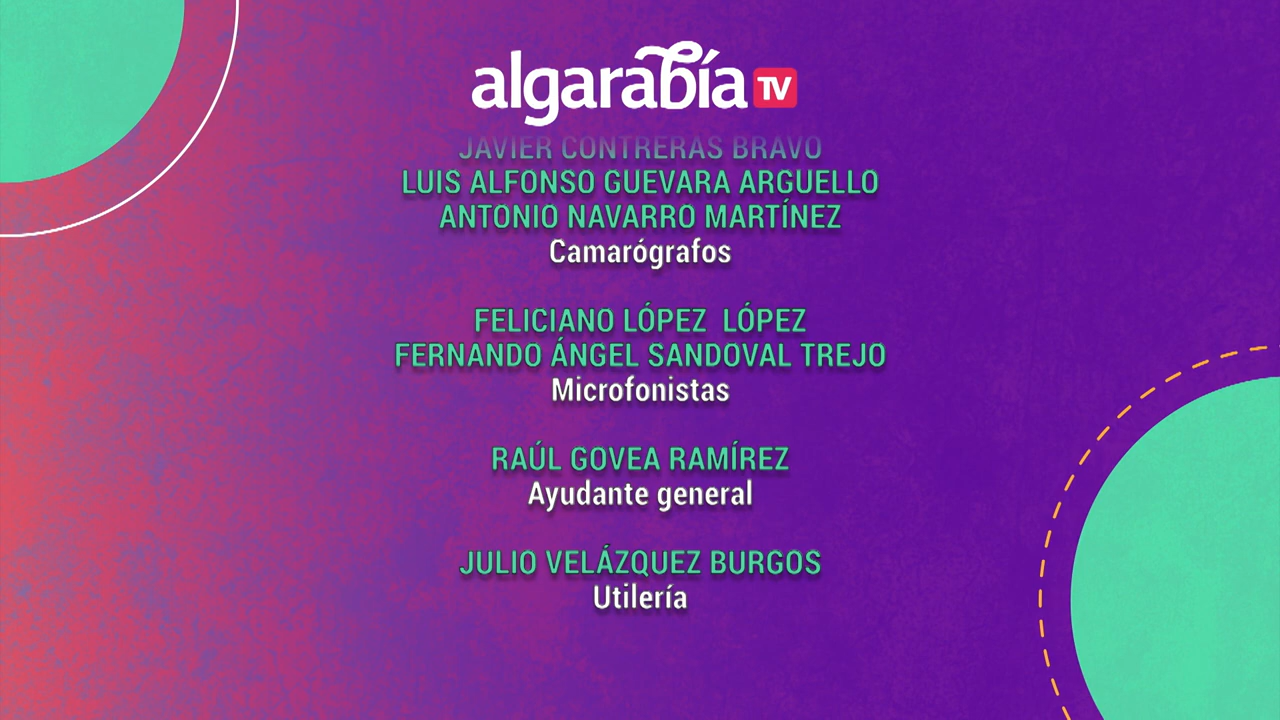 algarabía TV
JAVIER CONTRERAS BRAVO
LUIS ALFONSO GUEVARA ARGUELLO
ANTONIO NAVARRO MARTÍNEZ
Camarógrafos
FELICIANO LÓPEZ  LÓPEZ
FERNANDO ÁNGEL SANDOVAL TREJO
Microfonistas
RAÚL GOVEA RAMÍREZ
Ayudante general
JULIO VELÁZQUEZ BURGOS
Utilería